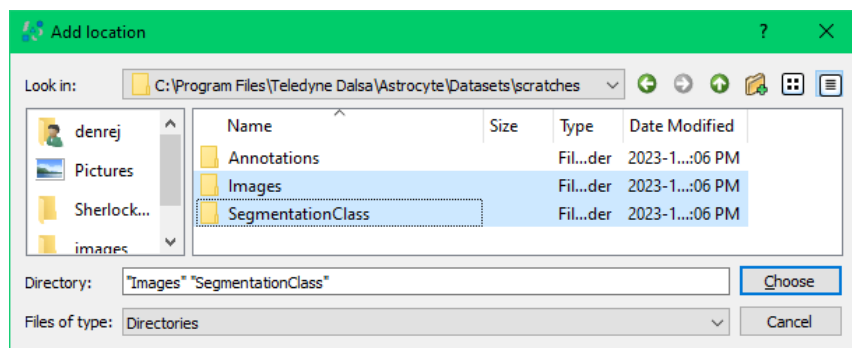 Add location ?
Look in: C:\Program Files\Teledyne Dalsa\Astrocyte\Datasets\scratches
denrej
Pictures
Sherlock...
images
Name Size Type Date Modified
Annotations Fil...der 2023-1...:06 PM
Images Fil...der 2023-1...:06 PM
SegmentationClass Fil...der 2023-1...:06 PM
Directory: "Images" "SegmentationClass" Choose
Files of type: Directories Cancel